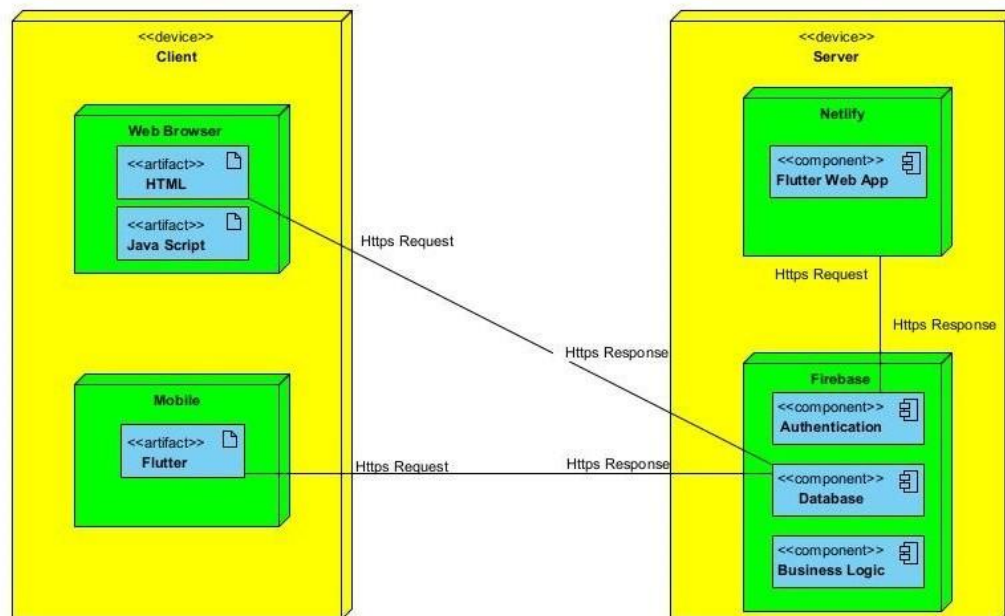 <<device>>
Client
Web Browser
<<artifact>>
HTML
<<artifact>>
Java Script
Mobile
<<artifact>>
Flutter
Https Request
Https Response
Https Request
Https Response
<<device>>
Server
Netlify
<<component>>
Flutter Web App
Https Request
Https Response
Firebase
<<component>>
Authentication
<<component>>
Database
<<component>>
Business Logic